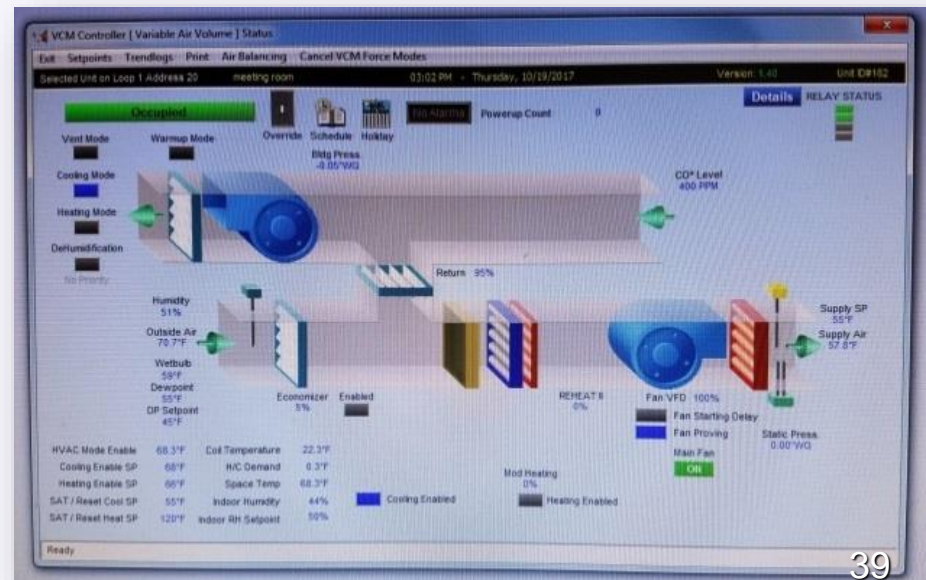 VCM Controller [ Variable Air Volume ] Status
Exit Setpoints Trendlogs Print Air Balancing Cancel VCM Force Modes
Selected Unit on Loop 1 Address 20 meeting room 03:02 PM - Thursday, 10/19/2017 Version: 1.40 Unit ID#182
Occupied No Alarms Powerup Count 0 Details RELAY STATUS
Vent Mode Warmup Mode Override Schedule Holiday
Bldg Press.
-0.05"WG
Cooling Mode
CO² Level
400 PPM
Heating Mode
DeHumidification
No Priority
Return 95%
Humidity
51%
Outside Air
70.7°F
Wetbulb
59°F
Dewpoint
55°F
DP Setpoint
45°F
Supply SP
55°F
Supply Air
57.8°F
Economizer
5%
Enabled
REHEAT II
0%
Fan VFD 100%
Fan Starting Delay
Fan Proving
Static Press.
0.00"WG
Main Fan
ON
HVAC Mode Enable 68.3°F Coil Temperature 22.3°F
Cooling Enable SP 68°F H/C Demand 0.3°F
Heating Enable SP 66°F Space Temp 68.3°F
SAT / Reset Cool SP 55°F Indoor Humidity 44%
SAT / Reset Heat SP 120°F Indoor RH Setpoint 50%
Cooling Enabled
Mod Heating
0%
Heating Enabled
Ready
39